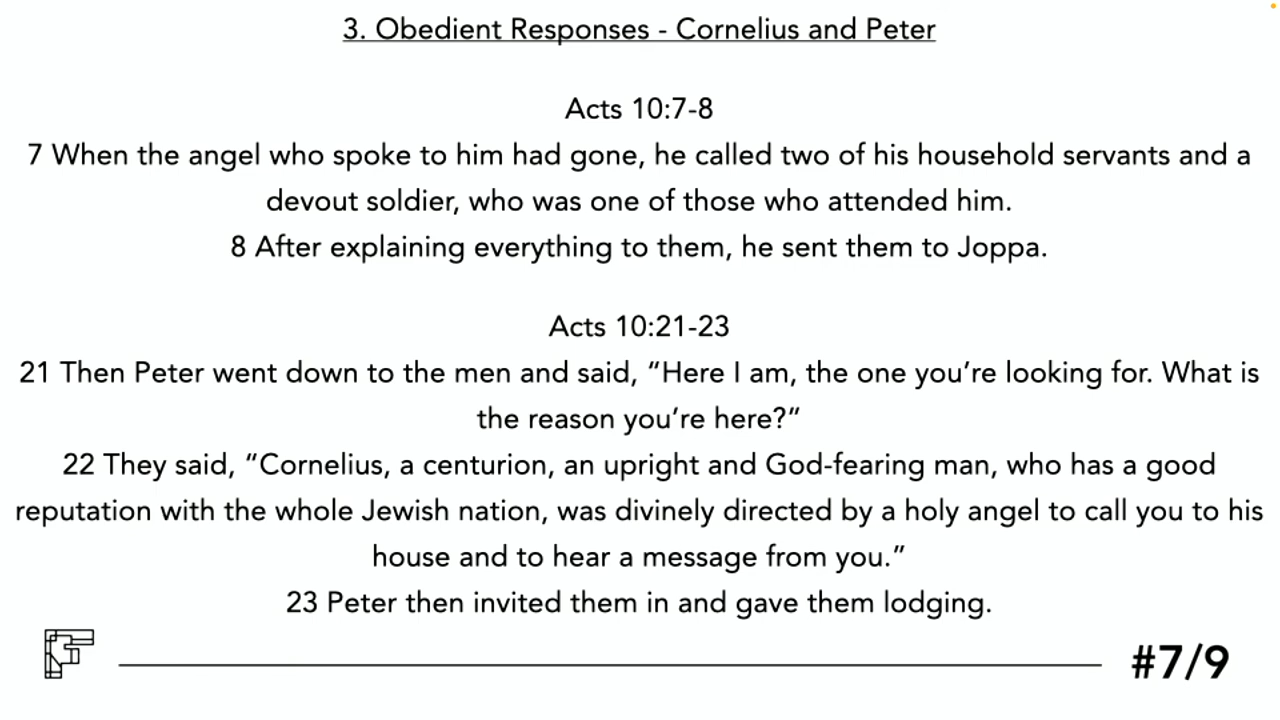 3. Obedient Responses - Cornelius and Peter
Acts 10:7-8
7 When the angel who spoke to him had gone, he called two of his household servants and a
devout soldier, who was one of those who attended him.
8 After explaining everything to them, he sent them to Joppa.
Acts 10:21-23
21 Then Peter went down to the men and said, “Here I am, the one you’re looking for. What is
the reason you’re here?”
22 They said, “Cornelius, a centurion, an upright and God-fearing man, who has a good
reputation with the whole Jewish nation, was divinely directed by a holy angel to call you to his
house and to hear a message from you.”
23 Peter then invited them in and gave them lodging.
#7/9